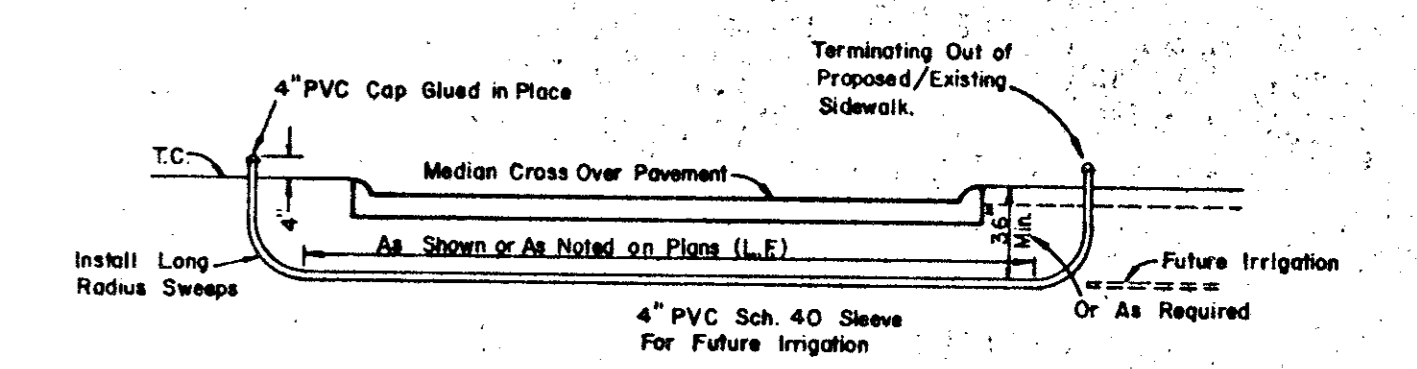 Terminating Out of
Proposed/Existing
Sidewalk.
4" PVC Cap Glued in Place
T.C.
Median Cross Over Pavement
4"
36"
Min.
As Shown or As Noted on Plans (L.F.)
Install Long
Radius Sweeps
Future Irrigation
Or As Required
4" PVC Sch. 40 Sleeve
For Future Irrigation